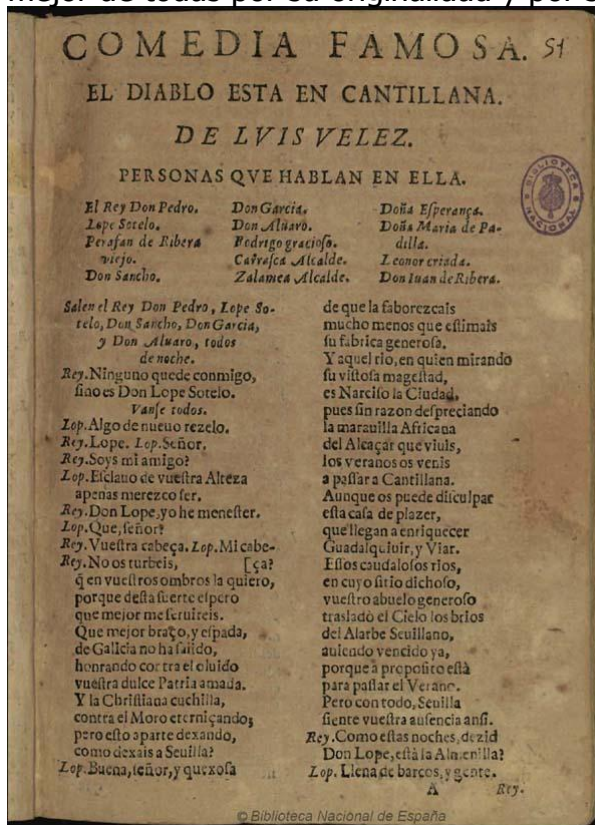 mejor de todas por su originalidad y por s
COMEDIA FAMOSA. 51
EL DIABLO ESTA EN CANTILLANA.
DE LVIS VELEZ.
PERSONAS QVE HABLAN EN ELLA.
El Rey Don Pedro.
Lope Sotelo.
Perafan de Ribera
viejo.
Don Sancho.
Don Garcia.
Don Aluaro.
Rodrigo gracioso.
Carrasca Alcalde.
Zalamea Alcalde.
Doña Esperança.
Doña Maria de Pa-
dilla.
Leonor criada.
Don Iuan de Ribera.
BIBLIOTECA NACIONAL
Salen el Rey Don Pedro, Lope So-
telo, Don Sancho, Don Garcia,
y Don Aluaro, todos
de noche.
Rey. Ninguno quede conmigo,
sino es Don Lope Sotelo.
Vanse todos.
Lop. Algo de nueuo rezelo.
Rey. Lope. Lop. Señor.
Rey. Soys mi amigo?
Lop. Esclauo de vuestra Alteza
apenas merezco ser.
Rey. Don Lope, yo he menester.
Lop. Que, señor?
Rey. Vuestra cabeça. Lop. Mi cabe-
Rey. No os turbeis, [ça?
q̃ en vuestros ombros la quiero,
porque desta suerte espero
que mejor me seruireis.
Que mejor braço, y espada,
de Galicia no ha salido,
honrando contra el oluido
vuestra dulce Patria amada.
Y la Christiana cuchilla,
contra el Moro eterniçando;
pero esto aparte dexando,
como dexais a Seuilla?
Lop. Buena, señor, y quexosa
de que la faborezcais
mucho menos que estimais
su fabrica generosa.
Y aquel rio, en quien mirando
su vistosa magestad,
es Narciso la Ciudad,
pues sin razon despreciando
la marauilla Africana
del Alcaçar que viuis,
los veranos os venis
a passar a Cantillana.
Aunque os puede disculpar
esta casa de plazer,
que llegan a enriquecer
Guadalquiuir, y Viar.
Essos caudalosos rios,
en cuyo sitio dichoso,
vuestro abuelo generoso
trasladò el Cielo los brios
del Alarbe Seuillano,
auiendo vencido ya,
porque à proposito està
para passar el Verano.
Pero con todo, Seuilla
siente vuestra ausencia ansi.
Rey. Como estas noches, dezid
Don Lope, està la Almenilla?
Lop. Llena de barcos, y gente.
A Rey.
© Biblioteca Nacional de España